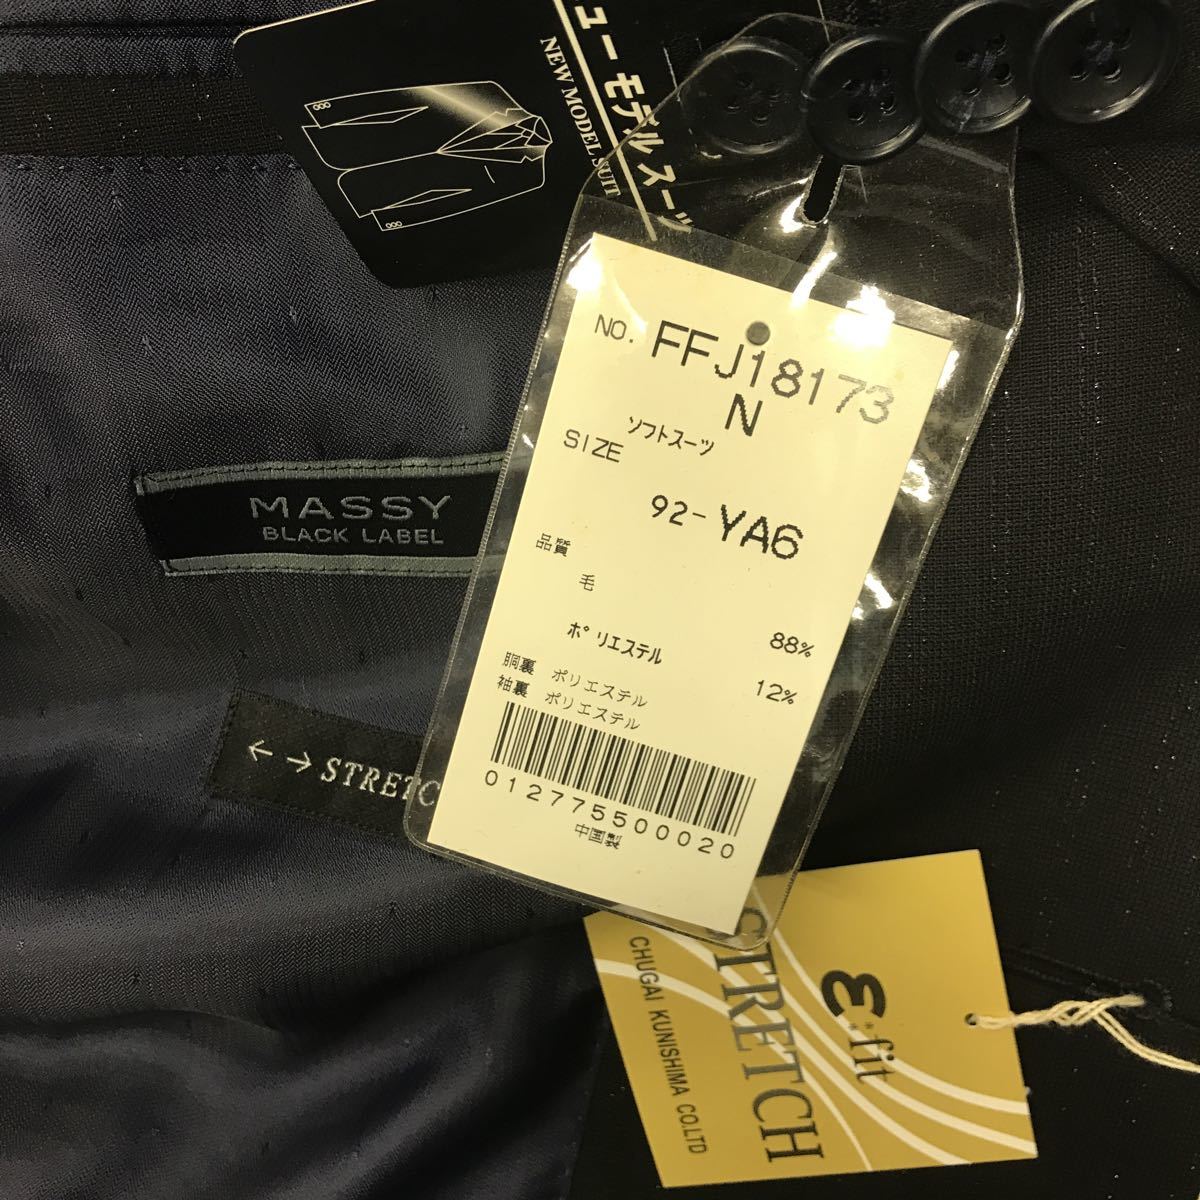 ューモデルスーツ
NEW MODEL SUIT
NO. FFJ18173
N
ソフトスーツ
SIZE
92-YA6
品質
毛 88%
ポリエステル 12%
胴裏 ポリエステル
袖裏 ポリエステル
012775500020
中国製
MASSY
BLACK LABEL
←→STRETC
ε·fit
STRETCH
CHUGAI KUNISHIMA CO.LTD